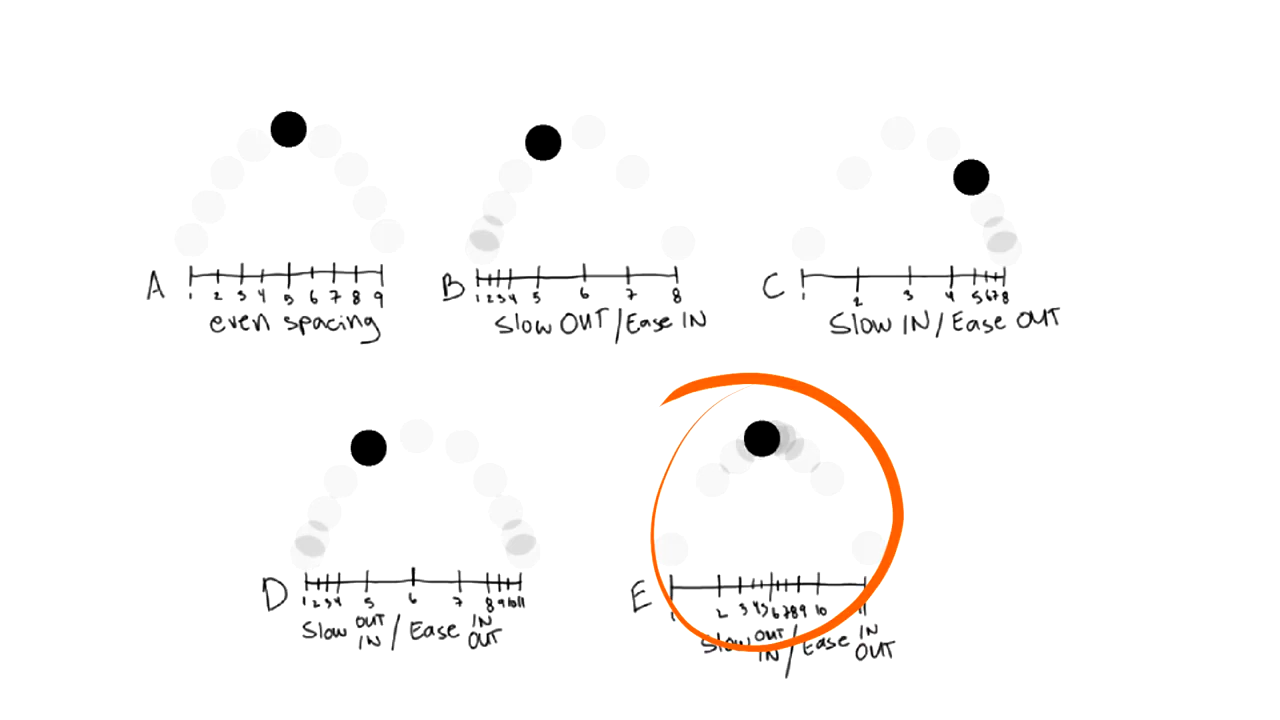 A
1 2 3 4 5 6 7 8 9
even spacing
B
1 2 3 4 5 6 7 8
Slow OUT / Ease IN
C
1 2 3 4 5 6 7 8
Slow IN / Ease OUT
D
1 2 3 4 5 6 7 8 9 10 11
Slow OUT IN / Ease IN OUT
E
1 2 3 4 5 6 7 8 9 10 11
Slow OUT IN / Ease IN OUT